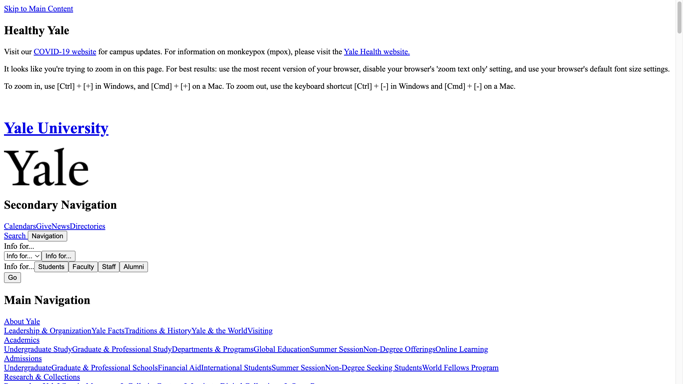 Skip to Main Content
Healthy Yale
Visit our COVID-19 website for campus updates. For information on monkeypox (mpox), please visit the Yale Health website.
It looks like you're trying to zoom in on this page. For best results: use the most recent version of your browser, disable your browser's 'zoom text only' setting, and use your browser's default font size settings.
To zoom in, use [Ctrl] + [+] in Windows, and [Cmd] + [+] on a Mac. To zoom out, use the keyboard shortcut [Ctrl] + [-] in Windows and [Cmd] + [-] on a Mac.
Yale University
Yale
Secondary Navigation
CalendarsGiveNewsDirectories
Search Navigation
Info for...
Info for... Info for...
Info for...Students Faculty Staff Alumni
Go
Main Navigation
About Yale
Leadership & OrganizationYale FactsTraditions & HistoryYale & the WorldVisiting
Academics
Undergraduate StudyGraduate & Professional StudyDepartments & ProgramsGlobal EducationSummer SessionNon-Degree OfferingsOnline Learning
Admissions
UndergraduateGraduate & Professional SchoolsFinancial AidInternational StudentsSummer SessionNon-Degree Seeking StudentsWorld Fellows Program
Research & Collections